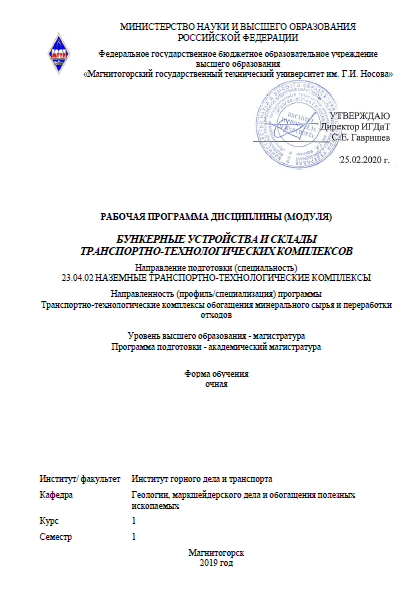 МИНИСТЕРСТВО НАУКИ И ВЫСШЕГО ОБРАЗОВАНИЯ
РОССИЙСКОЙ ФЕДЕРАЦИИ
Федеральное государственное бюджетное образовательное учреждение
высшего образования
«Магнитогорский государственный технический университет им. Г.И. Носова»
УТВЕРЖДАЮ
Директор ИГДиТ
С.Е. Гавришев
25.02.2020 г.
РАБОЧАЯ ПРОГРАММА ДИСЦИПЛИНЫ (МОДУЛЯ)
БУНКЕРНЫЕ УСТРОЙСТВА И СКЛАДЫ
ТРАНСПОРТНО-ТЕХНОЛОГИЧЕСКИХ КОМПЛЕКСОВ
Направление подготовки (специальность)
23.04.02 НАЗЕМНЫЕ ТРАНСПОРТНО-ТЕХНОЛОГИЧЕСКИЕ КОМПЛЕКСЫ
Направленность (профиль/специализация) программы
Транспортно-технологические комплексы обогащения минерального сырья и переработки
отходов
Уровень высшего образования - магистратура
Программа подготовки - академический магистратура
Форма обучения
очная
Институт/ факультет Институт горного дела и транспорта
Кафедра Геологии, маркшейдерского дела и обогащения полезных
ископаемых
Курс 1
Семестр 1
Магнитогорск
2019 год